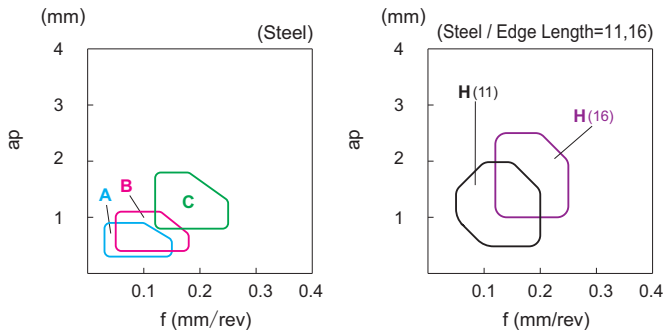 (mm)
(Steel)
4
3
2
1
ap
A
B
C
0.1
0.2
0.3
0.4
f (mm/rev)
(mm)
(Steel / Edge Length=11,16)
4
3
2
1
ap
H(11)
H(16)
0.1
0.2
0.3
0.4
f (mm/rev)